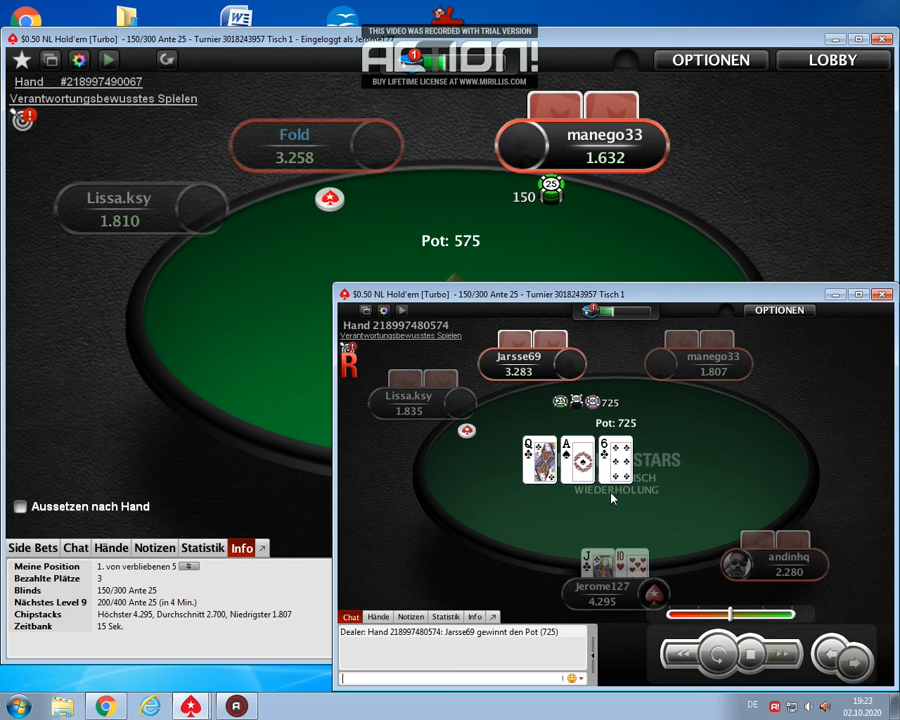 THIS VIDEO WAS RECORDED WITH TRIAL VERSION
ACTION!
BUY LIFETIME LICENSE AT WWW.MIRILLIS.COM
$0.50 NL Hold'em [Turbo] - 150/300 Ante 25 - Turnier 3018243957 Tisch 1 - Eingeloggt als Jerome127
OPTIONEN
LOBBY
Hand #218997490067
Verantwortungsbewusstes Spielen
Fold
3.258
manego33
1.632
Lissa.ksy
1.810
150
25
Pot: 575
Aussetzen nach Hand
Side Bets Chat Hände Notizen Statistik Info
Meine Position 1. von verbliebenen 5
Bezahlte Plätze 3
Blinds 150/300 Ante 25
Nächstes Level 9 200/400 Ante 25 (in 4 Min.)
Chipstacks Höchster 4.295, Durchschnitt 2.700, Niedrigster 1.807
Zeitbank 15 Sek.
$0.50 NL Hold'em [Turbo] - 150/300 Ante 25 - Turnier 3018243957 Tisch 1
OPTIONEN
Hand 218997480574
Verantwortungsbewusstes Spielen
R
Jarsse69
3.283
manego33
1.807
Lissa.ksy
1.835
725
Pot: 725
Q A 6
STARS
WIEDERHOLUNG
J 10
Jerome127
4.295
andinhq
2.280
Chat Hände Notizen Statistik Info
Dealer: Hand 218997480574: Jarsse69 gewinnt den Pot (725)
DE
19:23
02.10.2020